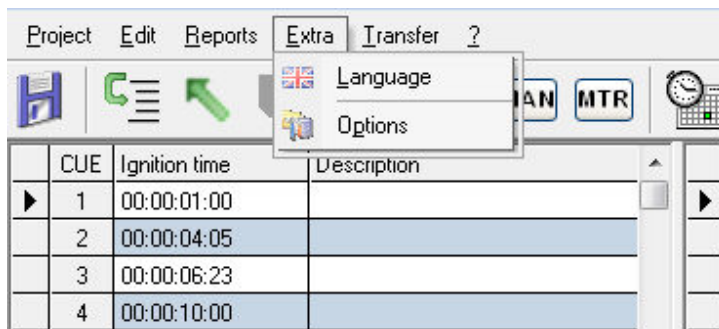 Project Edit Reports Extra Transfer ?
Language
Options
AN MTR
CUE Ignition time Description
1 00:00:01:00
2 00:00:04:05
3 00:00:06:23
4 00:00:10:00